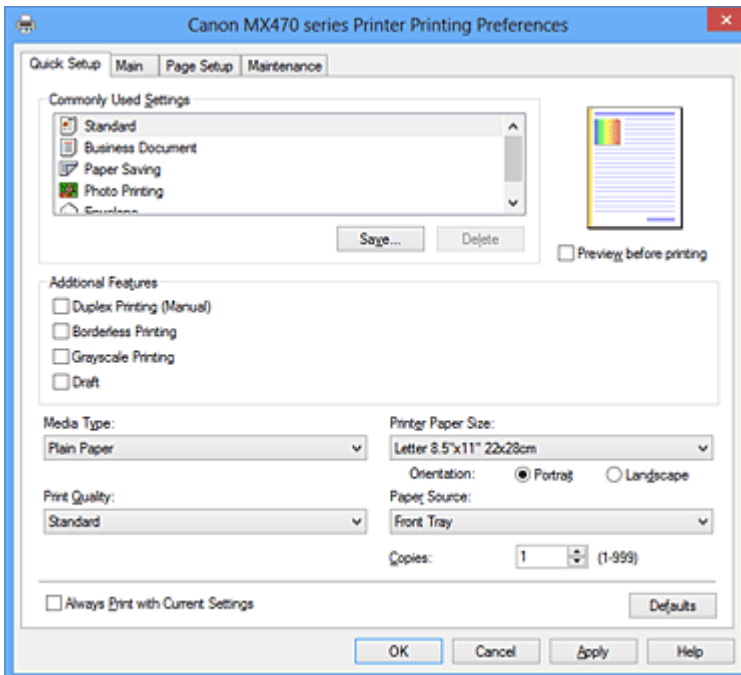 Canon MX470 series Printer Printing Preferences
Quick Setup Main Page Setup Maintenance
Commonly Used Settings
Standard
Business Document
Paper Saving
Photo Printing
Envelope
Save... Delete
Preview before printing
Additional Features
Duplex Printing (Manual)
Borderless Printing
Grayscale Printing
Draft
Media Type:
Plain Paper
Printer Paper Size:
Letter 8.5"x11" 22x28cm
Orientation: Portrait Landscape
Print Quality:
Standard
Paper Source:
Front Tray
Copies: 1 (1-999)
Always Print with Current Settings
Defaults
OK Cancel Apply Help